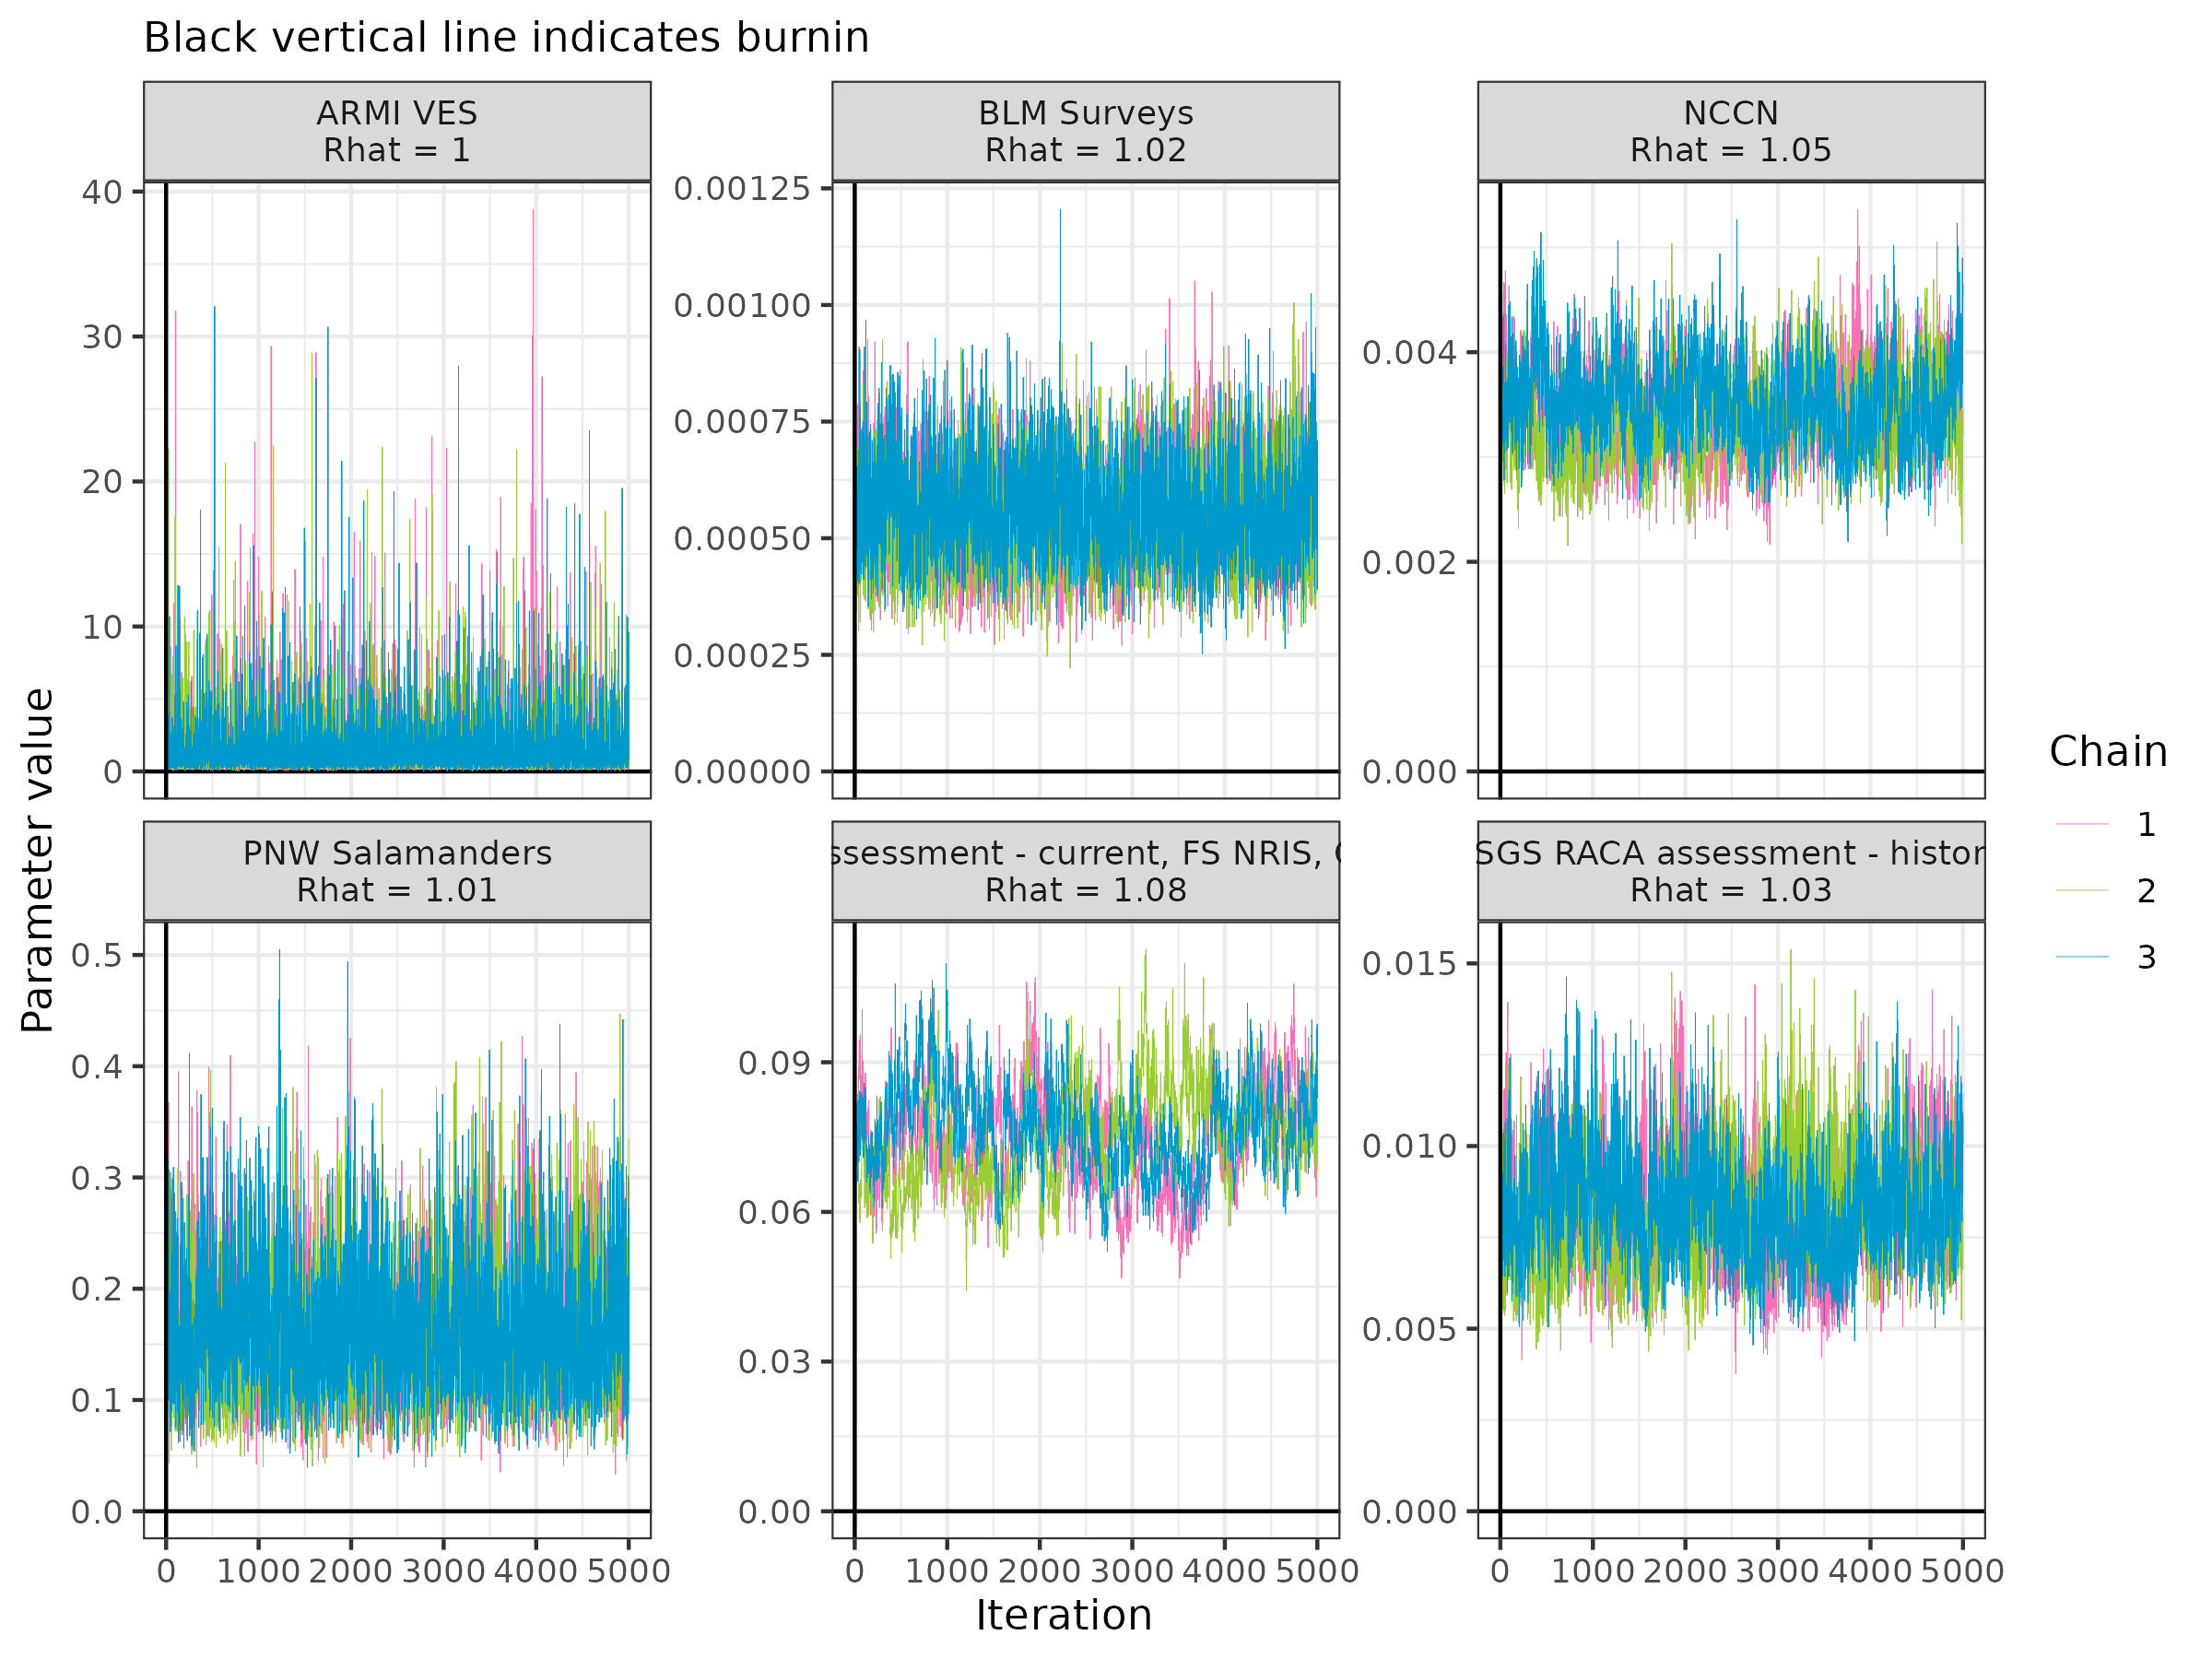 Black vertical line indicates burnin
ARMI VES
Rhat = 1
BLM Surveys
Rhat = 1.02
NCCN
Rhat = 1.05
40
30
20
10
0
0.00125
0.00100
0.00075
0.00050
0.00025
0.00000
0.004
0.002
0.000
PNW Salamanders
Rhat = 1.01
ssessment - current, FS NRIS,
Rhat = 1.08
SGS RACA assessment - histor
Rhat = 1.03
0.5
0.4
0.3
0.2
0.1
0.0
0.09
0.06
0.03
0.00
0.015
0.010
0.005
0.000
0 1000 2000 3000 4000 5000
0 1000 2000 3000 4000 5000
0 1000 2000 3000 4000 5000
Iteration
Parameter value
Chain
1
2
3